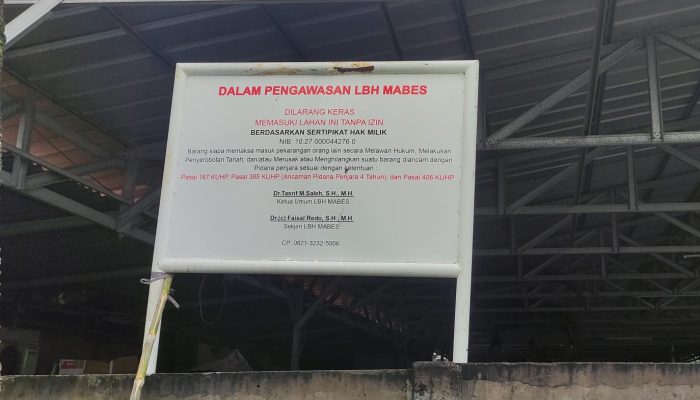 DALAM PENGAWASAN LBH MABES
DILARANG KERAS
MEMASUKI LAHAN INI TANPA IZIN
BERDASARKAN SERTIPIKAT HAK MILIK
NIB: 10.27.000044276.0
Barang siapa memaksa masuk pekarangan orang lain secara Melawan Hukum. Melakukan
Penyerobotan Tanah, dan/atau Merusak atau Menghilangkan suatu barang diancam dengan
Pidana penjara sesuai dengan ketentuan :
Pasal 167 KUHP, Pasal 385 KUHP (Ancaman Pidana Penjara 4 Tahun), dan Pasal 406 KUHP
Dr.Tasrif M.Saleh, S.H., M.H.
Ketua Umum LBH MABES
Dr.(c) Faisal Redo, S.H., M.H.
Sekjen LBH MABES
CP: 0821-3232-5006